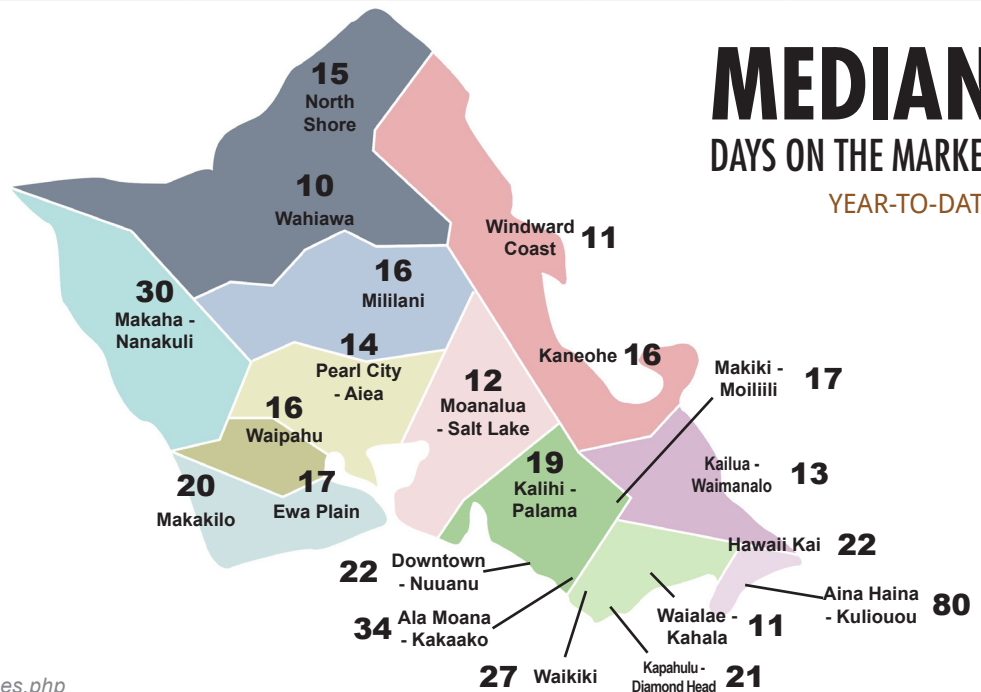 MEDIAN
DAYS ON THE MARKE
YEAR-TO-DAT
15
North
Shore
10
Wahiawa
Windward
Coast 11
16
Mililani
30
Makaha -
Nanakuli
14
Pearl City
- Aiea
Kaneohe 16
12
Moanalua
- Salt Lake
Makiki -
Moiliili 17
16
Waipahu
19
Kalihi -
Palama
Kailua -
Waimanalo 13
20
Makakilo
17
Ewa Plain
Hawaii Kai 22
22 Downtown
- Nuuanu
Aina Haina
- Kuliouou 80
34 Ala Moana
- Kakaako
Waialae -
Kahala 11
27 Waikiki
Kapahulu -
Diamond Head 21
es.php